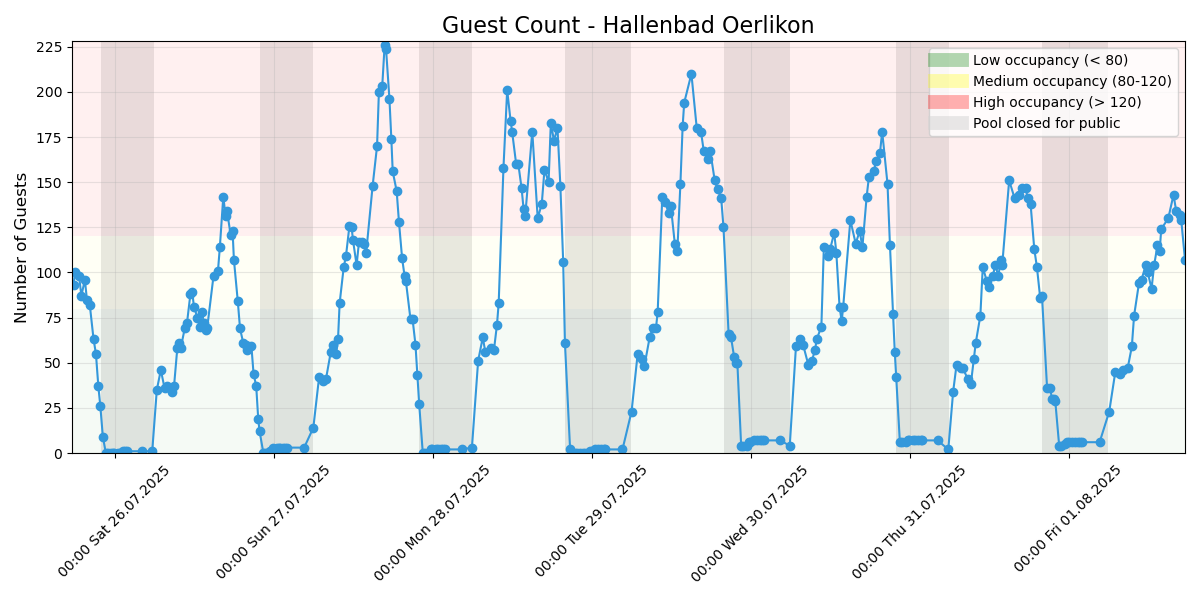 Guest Count - Hallenbad Oerlikon
Number of Guests
225
200
175
150
125
100
75
50
25
0
Low occupancy (< 80)
Medium occupancy (80-120)
High occupancy (> 120)
Pool closed for public
00:00 Sat 26.07.2025
00:00 Sun 27.07.2025
00:00 Mon 28.07.2025
00:00 Tue 29.07.2025
00:00 Wed 30.07.2025
00:00 Thu 31.07.2025
00:00 Fri 01.08.2025